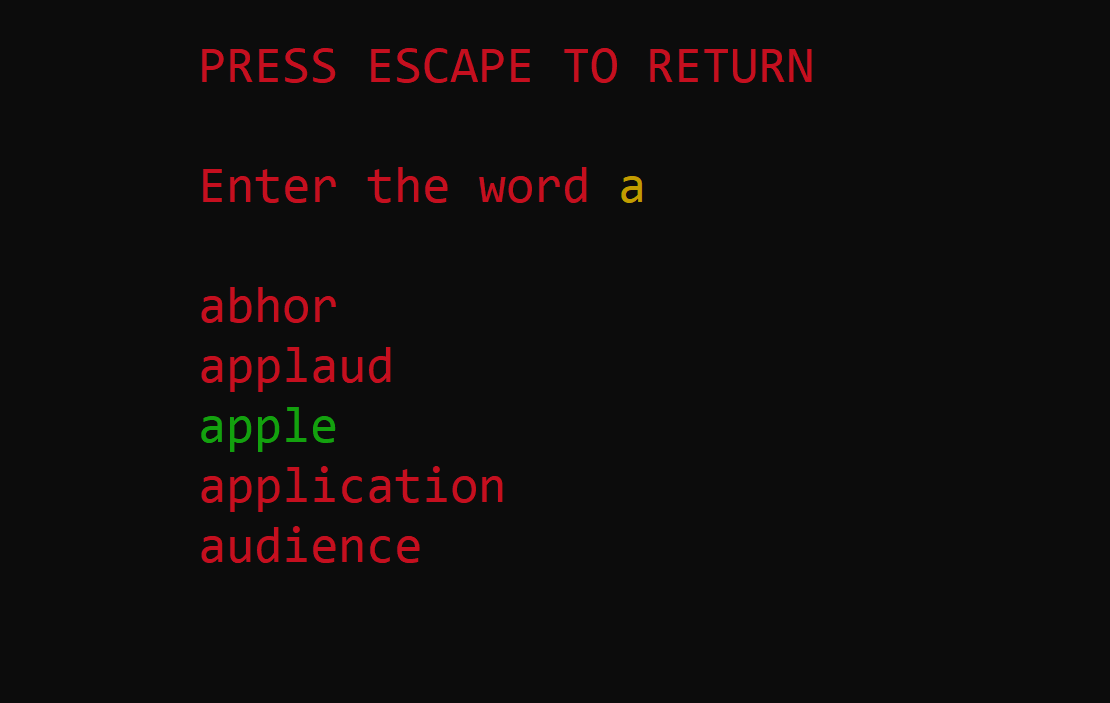 PRESS ESCAPE TO RETURN
Enter the word a
abhor
applaud
apple
application
audience